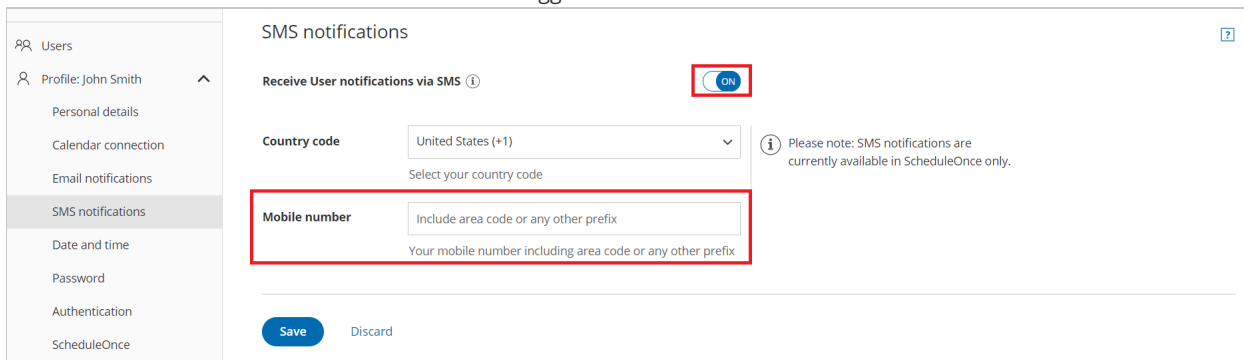 gg
SMS notifications
?
Users
Profile: John Smith
Receive User notifications via SMS i
ON
Personal details
Calendar connection
Country code
United States (+1)
i
Please note: SMS notifications are
currently available in ScheduleOnce only.
Email notifications
Select your country code
SMS notifications
Mobile number
Include area code or any other prefix
Date and time
Your mobile number including area code or any other prefix
Password
Authentication
Save
Discard
ScheduleOnce